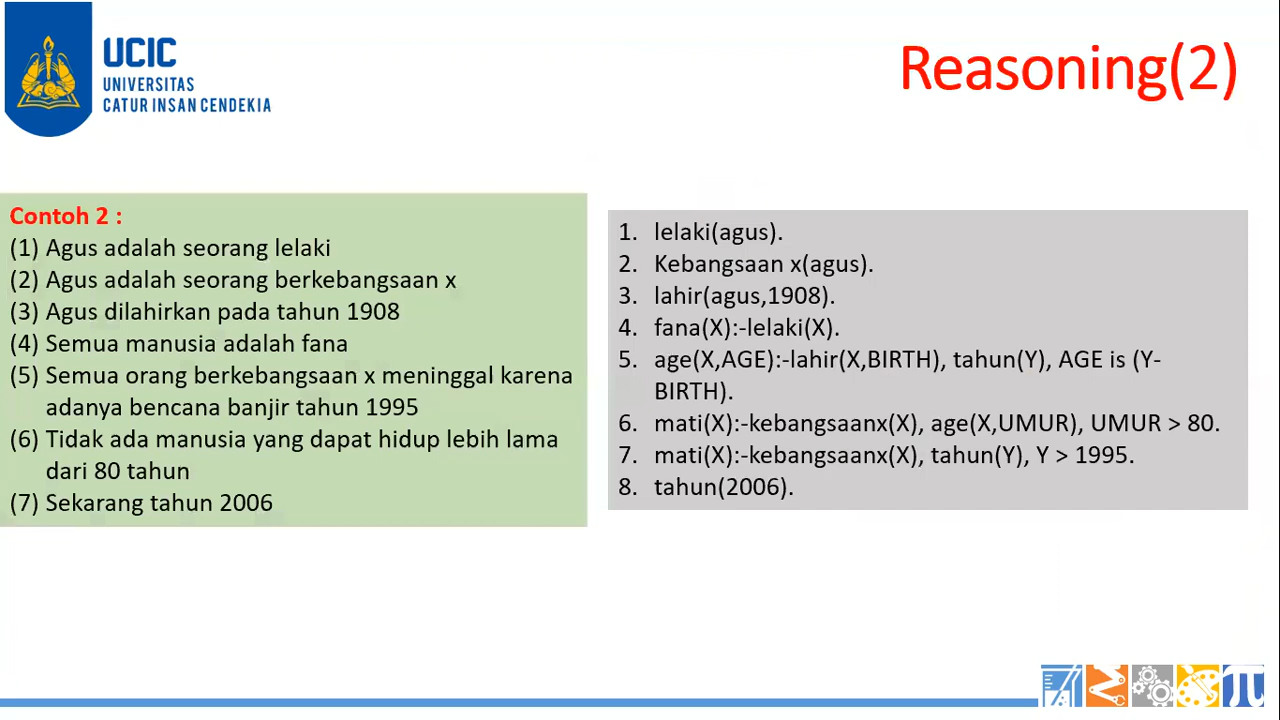 UCIC
UNIVERSITAS
CATUR INSAN CENDEKIA
Reasoning(2)
Contoh 2 :
(1) Agus adalah seorang lelaki
(2) Agus adalah seorang berkebangsaan x
(3) Agus dilahirkan pada tahun 1908
(4) Semua manusia adalah fana
(5) Semua orang berkebangsaan x meninggal karena
adanya bencana banjir tahun 1995
(6) Tidak ada manusia yang dapat hidup lebih lama
dari 80 tahun
(7) Sekarang tahun 2006
1. lelaki(agus).
2. Kebangsaan x(agus).
3. lahir(agus,1908).
4. fana(X):-lelaki(X).
5. age(X,AGE):-lahir(X,BIRTH), tahun(Y), AGE is (Y-
BIRTH).
6. mati(X):-kebangsaanx(X), age(X,UMUR), UMUR > 80.
7. mati(X):-kebangsaanx(X), tahun(Y), Y > 1995.
8. tahun(2006).
π